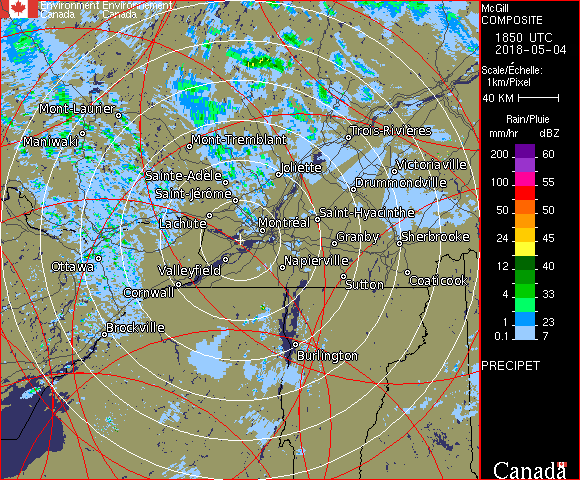 Environment Environnement
Canada Canada
McGill
COMPOSITE
1850 UTC
2018-05-04
Scale/Échelle:
1km/Pixel
40 KM
Rain/Pluie
mm/hr dBZ
200 60
100 55
50 50
24 45
12 40
4 33
1 23
0.1 7
PRECIPET
Canada
Mont-Laurier
Maniwaki
Mont-Tremblant
Trois-Rivières
Sainte-Adèle
Joliette
Victoriaville
Saint-Jérôme
Drummondville
Lachute
Montréal
Saint-Hyacinthe
Granby
Sherbrooke
Ottawa
Valleyfield
Napierville
Cornwall
Sutton
Coaticook
Brockville
Burlington